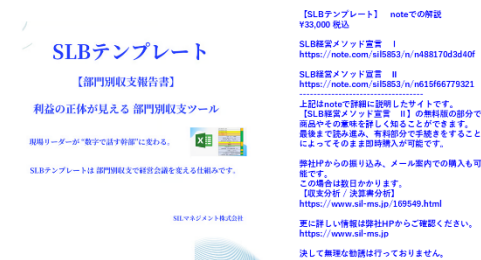 SLBテンプレート
【部門別収支報告書】
利益の正体が見える 部門別収支ツール
現場リーダーが “数字で話す幹部”に変わる。
SLBテンプレートは 部門別収支で経営会議を変える仕組みです。
SILマネジメント株式会社
【SLBテンプレート】　noteでの解説
¥33,000 税込
SLB経営メソッド宣言　Ⅰ
https://note.com/sil5853/n/n488170d3d40f
SLB経営メソッド宣言　Ⅱ
https://note.com/sil5853/n/n615f66779321
----------------------------------------
上記はnoteで詳細に説明したサイトです。
【SLB経営メソッド宣言　Ⅱ】の無料版の部分で
商品やその意味を詳しく知ることができます。
最後まで読み進み、有料部分で手続きをすること
によってそのまま即時購入が可能です。
弊社HPからの振り込み、メール案内での購入も可
能です。
この場合は数日かかります。
【収支分析 / 決算書分析】
https://www.sil-ms.jp/169549.html
更に詳しい情報は弊社HPからご確認ください。
https://www.sil-ms.jp
決して無理な勧誘は行っておりません。